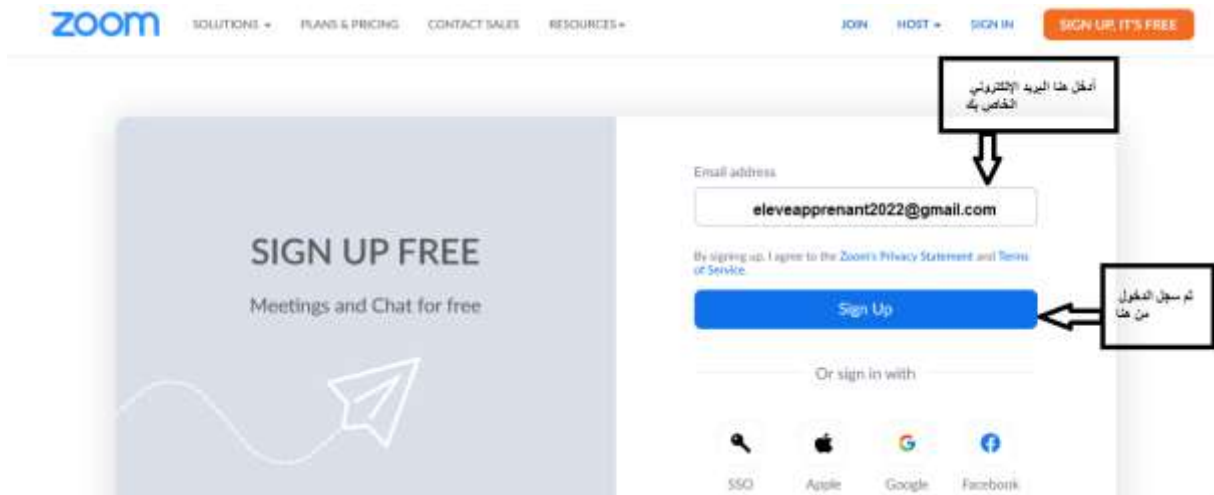 zoom SOLUTIONS PLANS & PRICING CONTACT SALES RESOURCES JOIN HOST SIGN IN SIGN UP, IT'S FREE
أدخل هنا البريد الإلكتروني
الخاص بك
Email address
eleveapprenant2022@gmail.com
By signing up, I agree to the Zoom's Privacy Statement and Terms
of Service.
SIGN UP FREE
Meetings and Chat for free
Sign Up
ثم سجل الدخول
من هنا
Or sign in with
SSO Apple Google Facebook